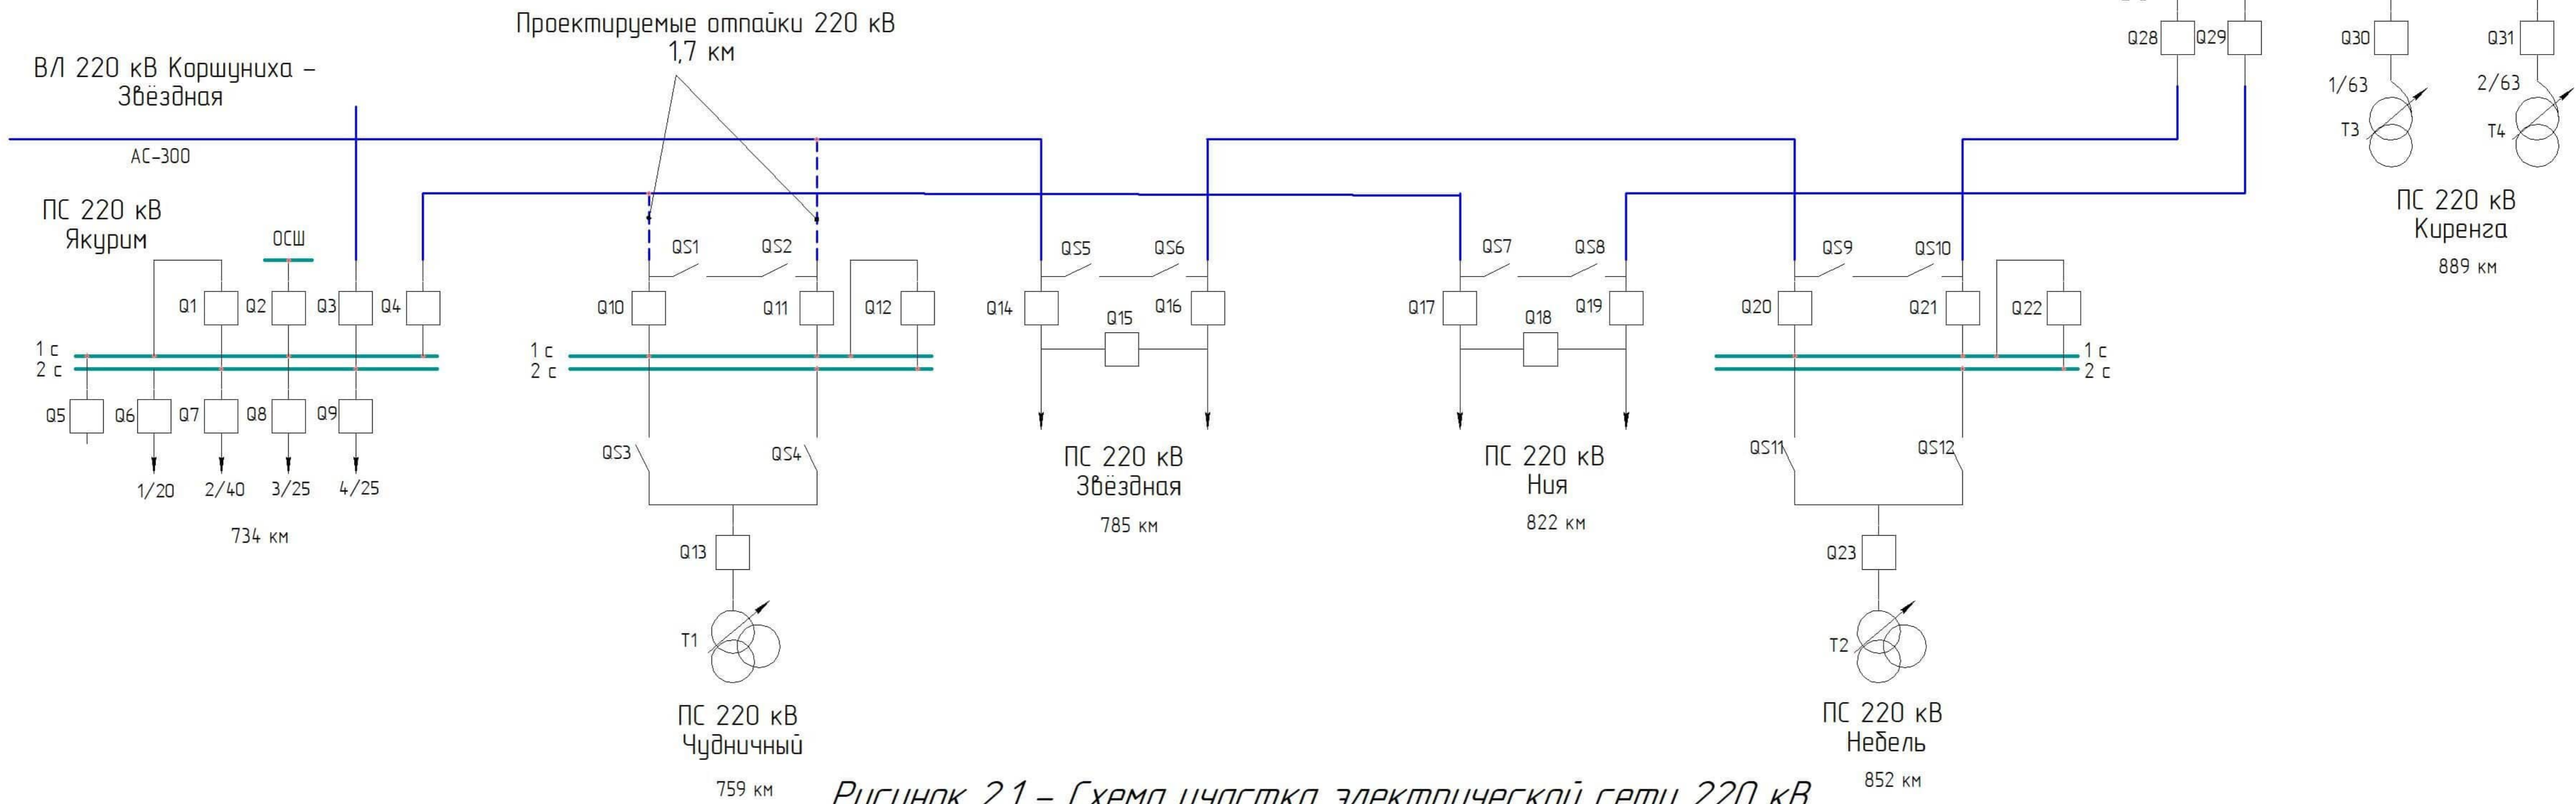 Проектируемые отпайки 220 кВ
1,7 км
ВЛ 220 кВ Коршуниха –
Звёздная
АС-300
Q28
Q29
Q30
Q31
1/63
2/63
Т3
Т4
ПС 220 кВ
Киренга
889 км
ПС 220 кВ
Якурим
ОСШ
QS1
QS2
QS5
QS6
QS7
QS8
QS9
QS10
Q1
Q2
Q3
Q4
Q10
Q11
Q12
Q14
Q15
Q16
Q17
Q18
Q19
Q20
Q21
Q22
1 с
2 с
1 с
2 с
1 с
2 с
Q5
Q6
Q7
Q8
Q9
1/20
2/40
3/25
4/25
734 км
QS3
QS4
ПС 220 кВ
Звёздная
785 км
ПС 220 кВ
Ния
822 км
QS11
QS12
Q13
Q23
Т1
Т2
ПС 220 кВ
Чудничный
759 км
ПС 220 кВ
Небель
852 км
Рисунок 2.1 – Схема участка электрической сети 220 кВ